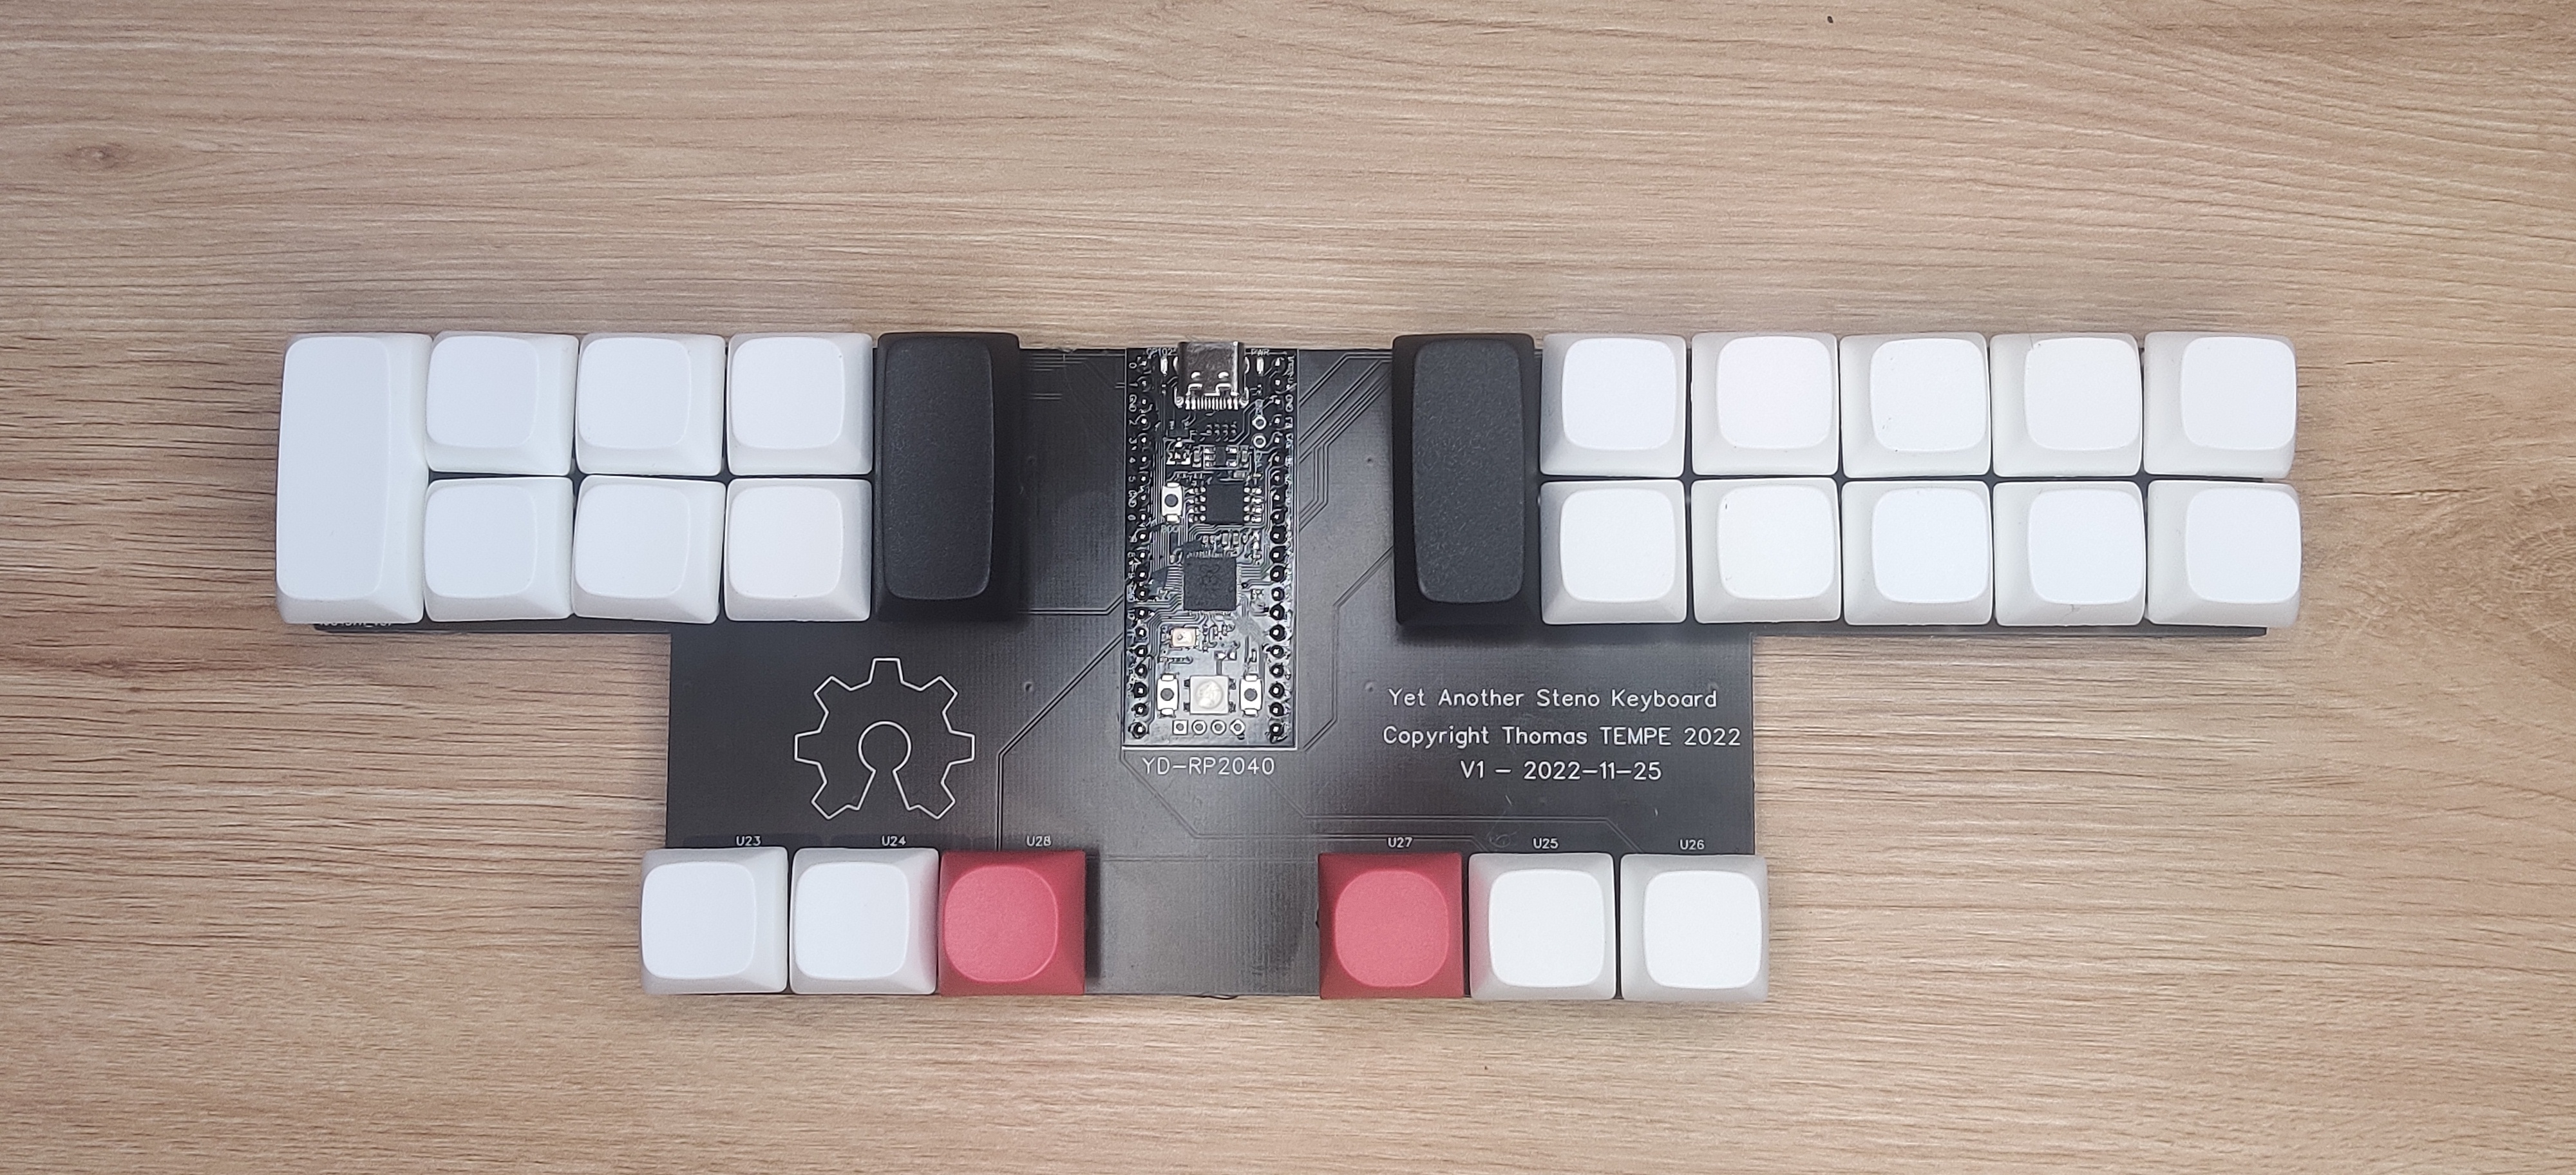 Yet Another Steno Keyboard
Copyright Thomas TEMPE 2022
V1 - 2022-11-25
YD-RP2040
U23
U24
U28
U27
U25
U26